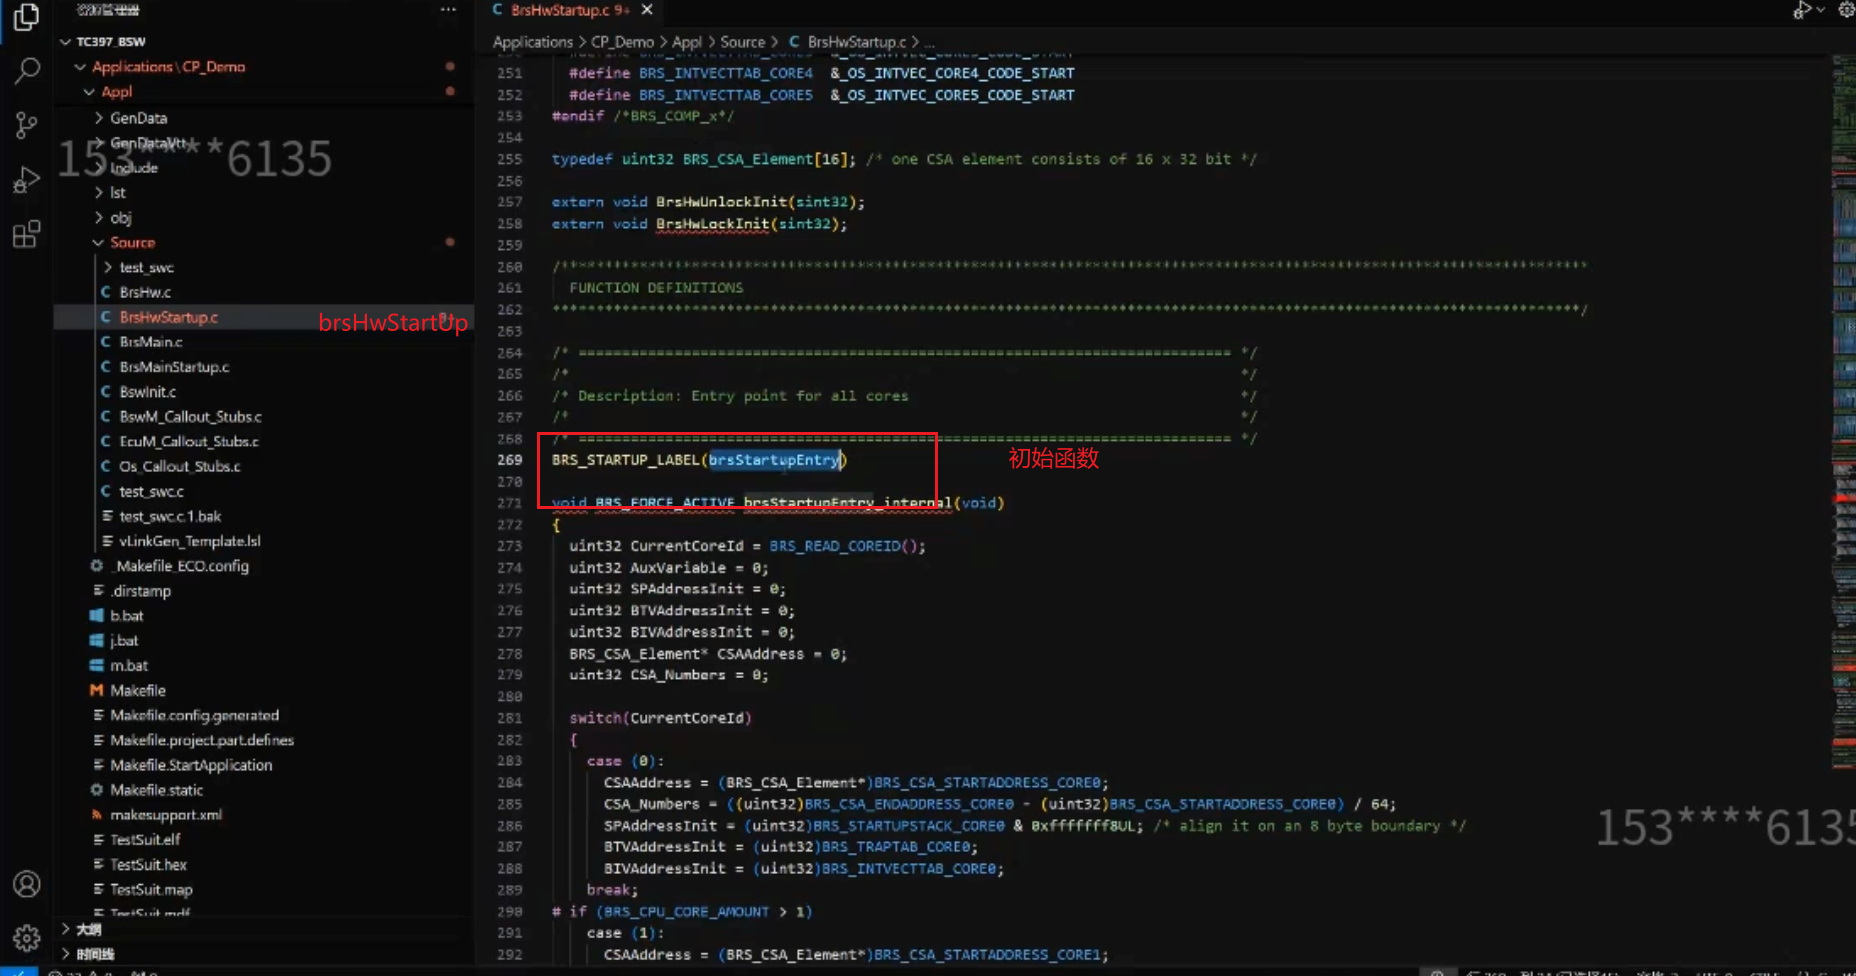 资源管理器
TC397_BSW
Applications\CP_Demo
Appl
GenData
GenDataVtt
Include
lst
obj
Source
test_swc
BrsHw.c
BrsHwStartup.c
brsHwStartUp
BrsMain.c
BrsMainStartup.c
BswInit.c
BswM_Callout_Stubs.c
EcuM_Callout_Stubs.c
Os_Callout_Stubs.c
test_swc.c
test_swc.c.1.bak
vLinkGen_Template.lsl
_Makefile_ECO.config
.dirstamp
b.bat
j.bat
m.bat
Makefile
Makefile.config.generated
Makefile.project.part.defines
Makefile.StartApplication
Makefile.static
makesupport.xml
TestSuit.elf
TestSuit.hex
TestSuit.map
TestSuit.mdf
大纲
时间线
153****6135
BrsHwStartup.c 9+
Applications > CP_Demo > Appl > Source > C BrsHwStartup.c > ...
251 #define BRS_INTVECTTAB_CORE4 &_OS_INTVEC_CORE4_CODE_START
252 #define BRS_INTVECTTAB_CORE5 &_OS_INTVEC_CORE5_CODE_START
253 #endif /*BRS_COMP_x*/
254
255 typedef uint32 BRS_CSA_Element[16]; /* one CSA element consists of 16 x 32 bit */
256
257 extern void BrsHwUnlockInit(sint32);
258 extern void BrsHwLockInit(sint32);
259
260 /**********************************************************************************************************************
261 FUNCTION DEFINITIONS
262 **********************************************************************************************************************/
263
264 /* =========================================================================== */
265 /* */
266 /* Description: Entry point for all cores */
267 /* */
268 /* =========================================================================== */
269 BRS_STARTUP_LABEL(brsStartupEntry)
初始函数
270
271 void BRS_FORCE_ACTIVE brsStartupEntry_internal(void)
272 {
273 uint32 CurrentCoreId = BRS_READ_COREID();
274 uint32 AuxVariable = 0;
275 uint32 SPAddressInit = 0;
276 uint32 BTVAddressInit = 0;
277 uint32 BIVAddressInit = 0;
278 BRS_CSA_Element* CSAAddress = 0;
279 uint32 CSA_Numbers = 0;
280
281 switch(CurrentCoreId)
282 {
283 case (0):
284 CSAAddress = (BRS_CSA_Element*)BRS_CSA_STARTADDRESS_CORE0;
285 CSA_Numbers = ((uint32)BRS_CSA_ENDADDRESS_CORE0 - (uint32)BRS_CSA_STARTADDRESS_CORE0) / 64;
286 SPAddressInit = (uint32)BRS_STARTUPSTACK_CORE0 & 0xfffffff8UL; /* align it on an 8 byte boundary */
287 BTVAddressInit = (uint32)BRS_TRAPTAB_CORE0;
288 BIVAddressInit = (uint32)BRS_INTVECTTAB_CORE0;
289 break;
290 # if (BRS_CPU_CORE_AMOUNT > 1)
291 case (1):
292 CSAAddress = (BRS_CSA_Element*)BRS_CSA_STARTADDRESS_CORE1;
153****6135